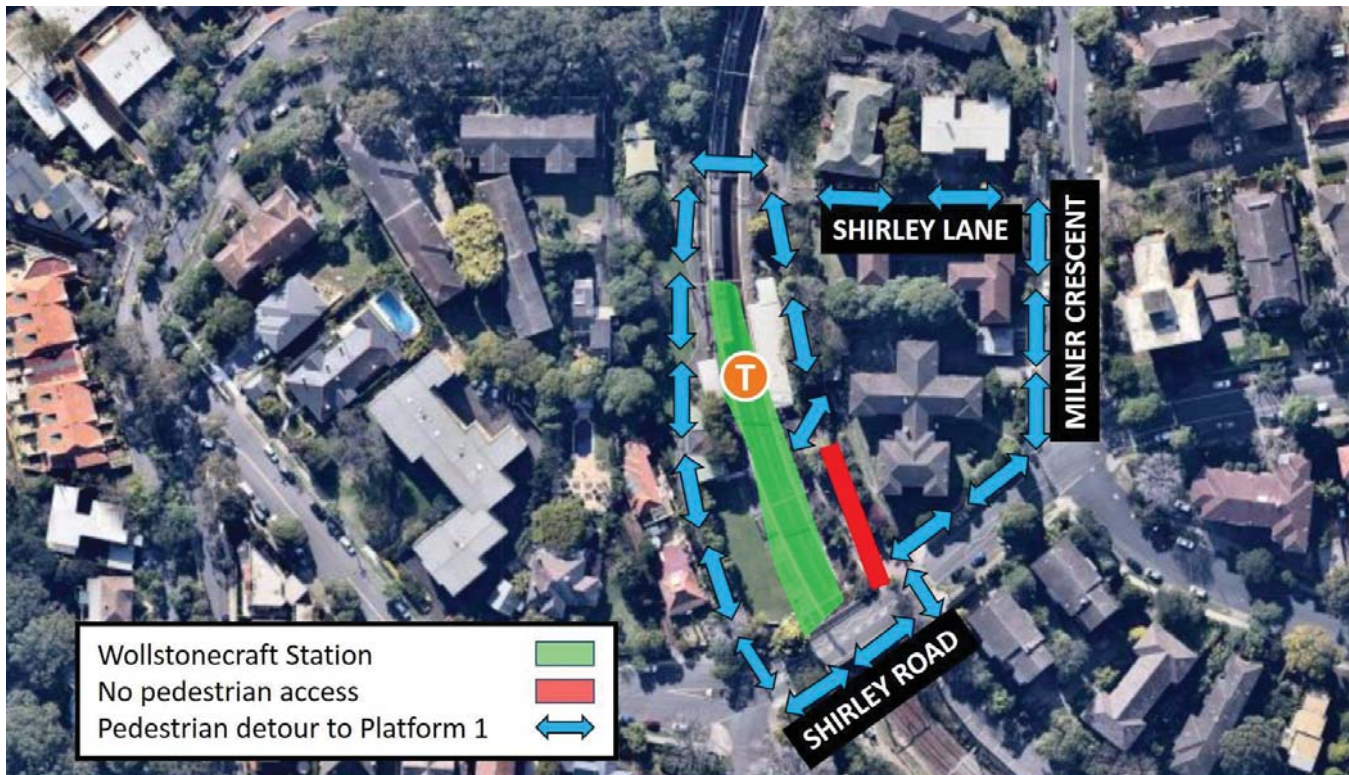 SHIRLEY LANE
MILNER CRESCENT
T
SHIRLEY ROAD
Wollstonecraft Station
No pedestrian access
Pedestrian detour to Platform 1